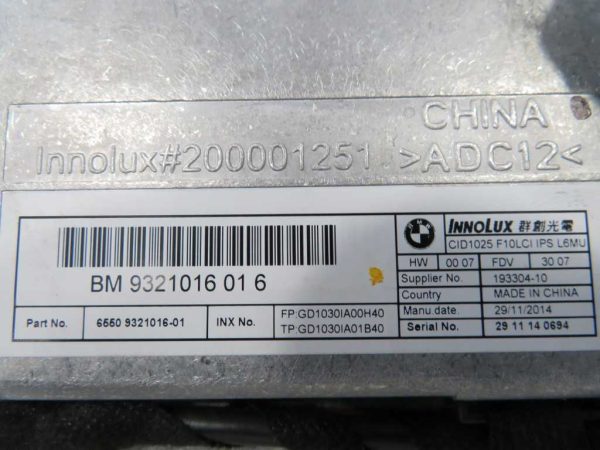 CHINA
Innolux#200001251 >ADC12<
BM 9321016 01 6
Part No. 6550 9321016-01 INX No. FP:GD1030IA00H40
TP:GD1030IA01B40
BMW INNOLUX 群創光電
CID1025 F10LCI IPS L6MU
HW 00 07 FDV 30 07
Supplier No. 193304-10
Country MADE IN CHINA
Manu.date. 29/11/2014
Serial No. 29 11 14 0694